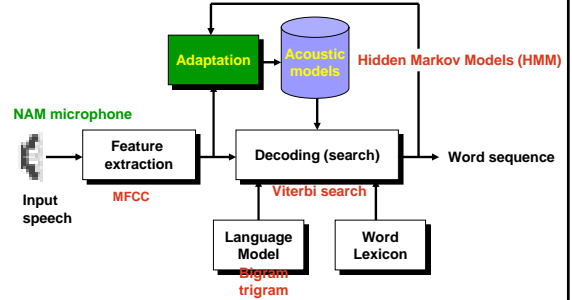 Adaptation
Acoustic
models
Hidden Markov Models (HMM)
NAM microphone
Feature
extraction
Decoding (search)
Word sequence
Input
speech
MFCC
Viterbi search
Language
Model
Bigram
trigram
Word
Lexicon